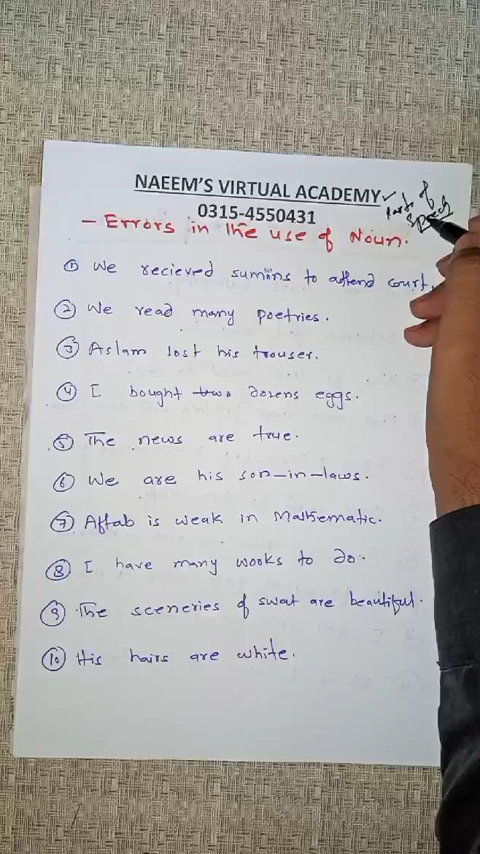 NAEEM'S VIRTUAL ACADEMY
Parts of Speech
0315-4550431
- Errors in the use of Noun.
① We recieved sumons to attend court.
② We read many poetries.
③ Aslam lost his trouser.
④ I bought two dozens eggs.
⑤ The news are true.
⑥ We are his son-in-laws.
⑦ Aftab is weak in Mathematic.
⑧ I have many works to do.
⑨ The sceneries of swat are beautiful.
⑩ His hairs are white.